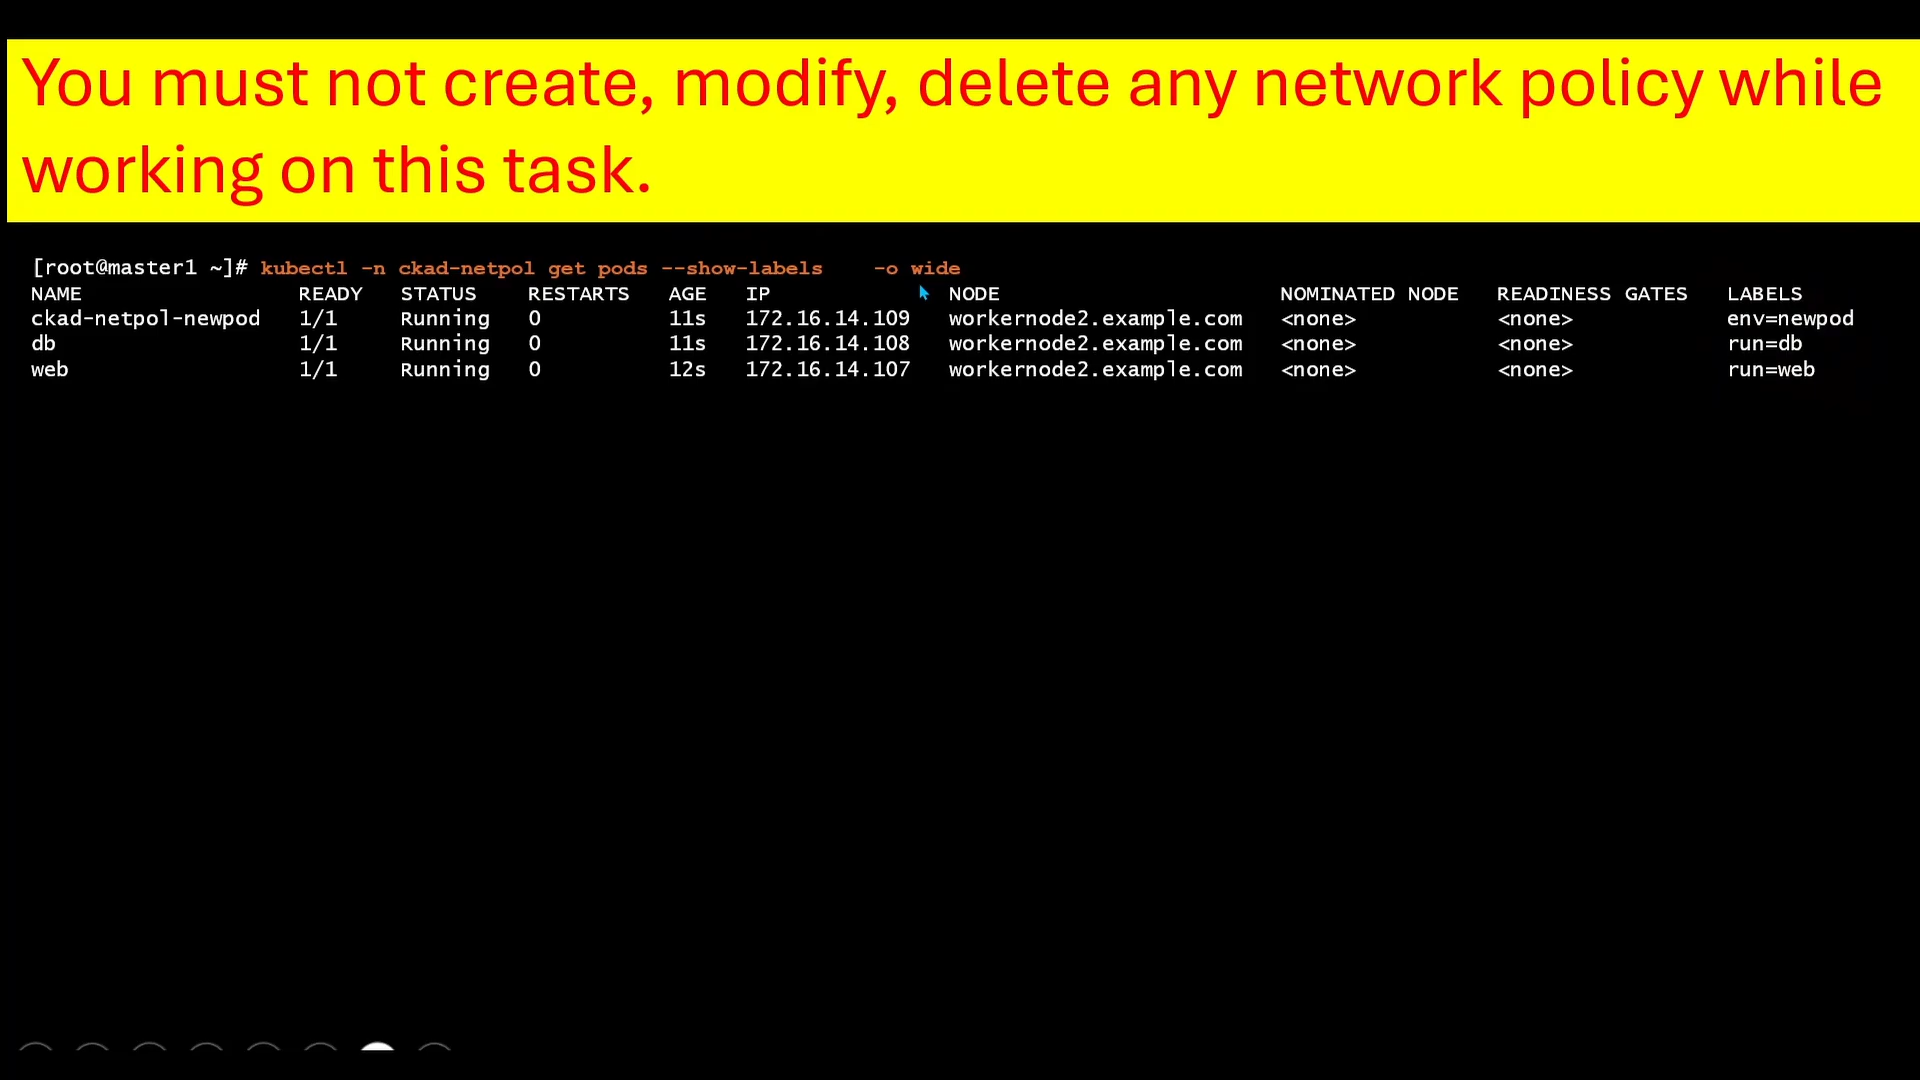 You must not create, modify, delete any network policy while
working on this task.
[root@master1 ~]# kubectl -n ckad-netpol get pods --show-labels    -o wide
NAME                 READY   STATUS    RESTARTS   AGE   IP              NODE                      NOMINATED NODE   READINESS GATES   LABELS
ckad-netpol-newpod   1/1     Running   0          11s   172.16.14.109   workernode2.example.com   <none>           <none>            env=newpod
db                   1/1     Running   0          11s   172.16.14.108   workernode2.example.com   <none>           <none>            run=db
web                  1/1     Running   0          12s   172.16.14.107   workernode2.example.com   <none>           <none>            run=web